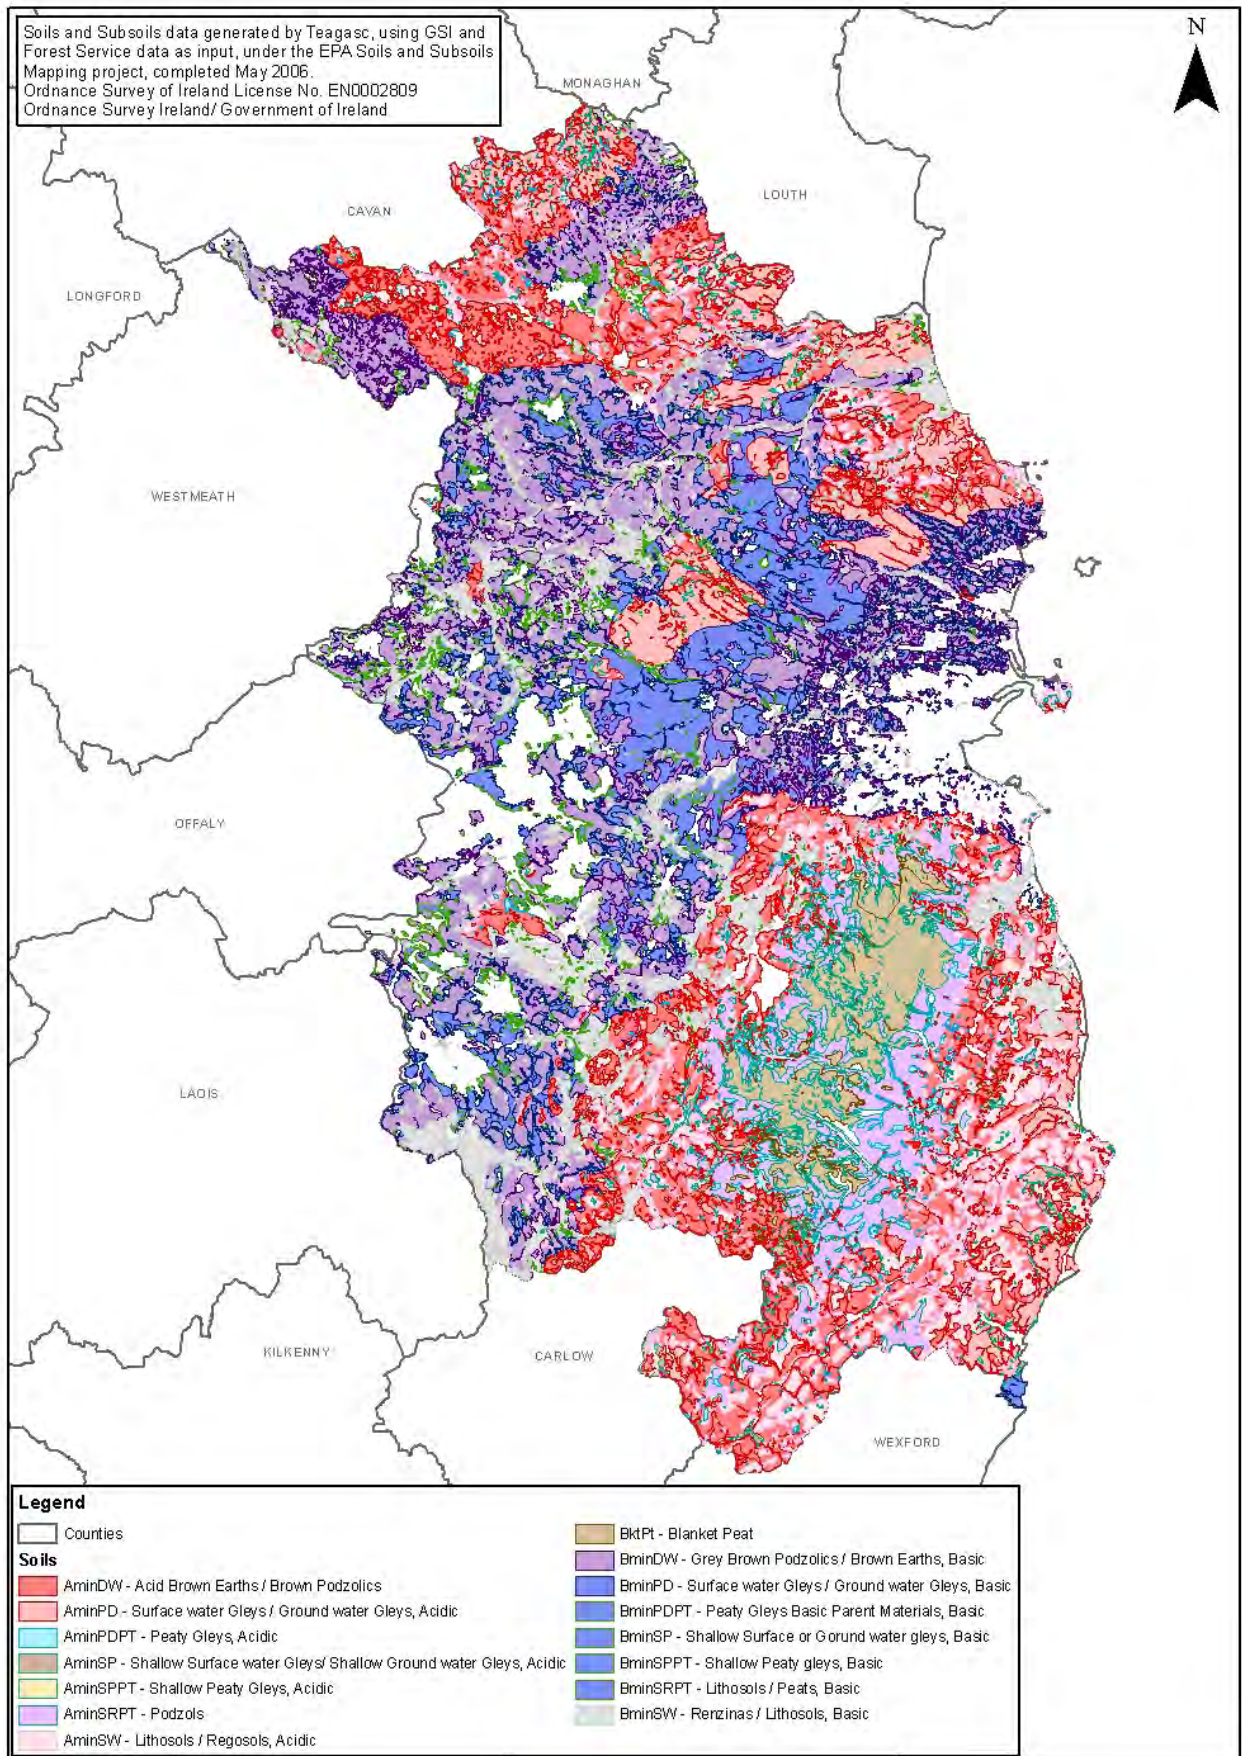 Soils and Subsoils data generated by Teagasc, using GSI and
Forest Service data as input, under the EPA Soils and Subsoils
Mapping project, completed May 2006.
Ordnance Survey of Ireland License No. EN0002809
Ordnance Survey Ireland/ Government of Ireland
N
MONAGHAN
LOUTH
CAVAN
LONGFORD
WESTMEATH
OFFALY
LAOIS
KILKENNY
CARLOW
WEXFORD
Legend
Counties
Soils
AminDW - Acid Brown Earths / Brown Podzolics
AminPD - Surface water Gleys / Ground water Gleys, Acidic
AminPDPT - Peaty Gleys, Acidic
AminSP - Shallow Surface water Gleys/ Shallow Ground water Gleys, Acidic
AminSPPT - Shallow Peaty Gleys, Acidic
AminSRPT - Podzols
AminSW - Lithosols / Regosols, Acidic
BktPt - Blanket Peat
BminDW - Grey Brown Podzolics / Brown Earths, Basic
BminPD - Surface water Gleys / Ground water Gleys, Basic
BminPDPT - Peaty Gleys Basic Parent Materials, Basic
BminSP - Shallow Surface or Gorund water gleys, Basic
BminSPPT - Shallow Peaty gleys, Basic
BminSRPT - Lithosols / Peats, Basic
BminSW - Renzinas / Lithosols, Basic